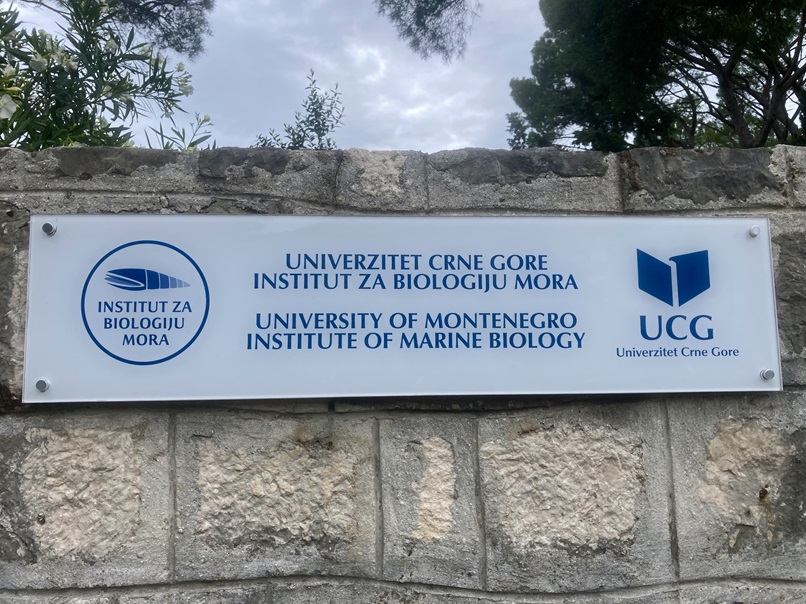 INSTITUT ZA
BIOLOGIJU
MORA
UNIVERZITET CRNE GORE
INSTITUT ZA BIOLOGIJU MORA
UNIVERSITY OF MONTENEGRO
INSTITUTE OF MARINE BIOLOGY
UCG
Univerzitet Crne Gore